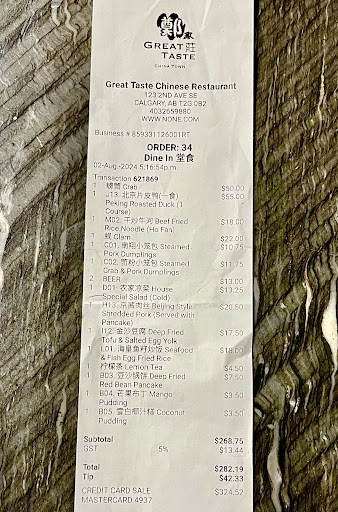 鄭家莊
GREAT
TASTE
CHINA TOWN
Great Taste Chinese Restaurant
123 2ND AVE SE
CALGARY, AB T2G 0B2
4032659880
WWW.NONE.COM
Business # 859331126001RT
ORDER: 34
Dine In 堂食
02-Aug.-2024 5:16:54p.m.
Transaction 621869
1 螃蟹 Crab $50.00
1 J13. 北京片皮鸭(一食) $55.00
Peking Roasted Duck (1
Course)
1 M02. 干炒牛河 Beef Fried $18.00
Rice Noodle (Ho Fan)
1 蚬 Clam $22.00
1 C01. 南翔小笼包 Steamed $10.75
Pork Dumplings
1 C02. 蟹粉小笼包 Steamed $11.75
Crab & Pork Dumplings
2 BEER $13.00
1 D01. 农家凉菜 House $13.25
Special Salad (Cold)
1 H13. 京酱肉丝 Beijing Style $20.50
Shredded Pork (Served with
Pancake)
1 I12. 金沙豆腐 Deep Fried $17.50
Tofu & Salted Egg Yolk
1 L01. 海皇鱼籽炒饭 Seafood $18.00
& Fish Egg Fried Rice
1 柠檬茶 Lemon Tea $4.50
1 B03. 豆沙锅饼 Deep Fried $7.50
Red Bean Pancake
1 B04. 芒果布丁 Mango $3.50
Pudding
1 B05. 雪白椰汁糕 Coconut $3.50
Pudding
Subtotal $268.75
GST 5% $13.44
Total $282.19
Tip $42.33
CREDIT CARD SALE $324.52
MASTERCARD 4937